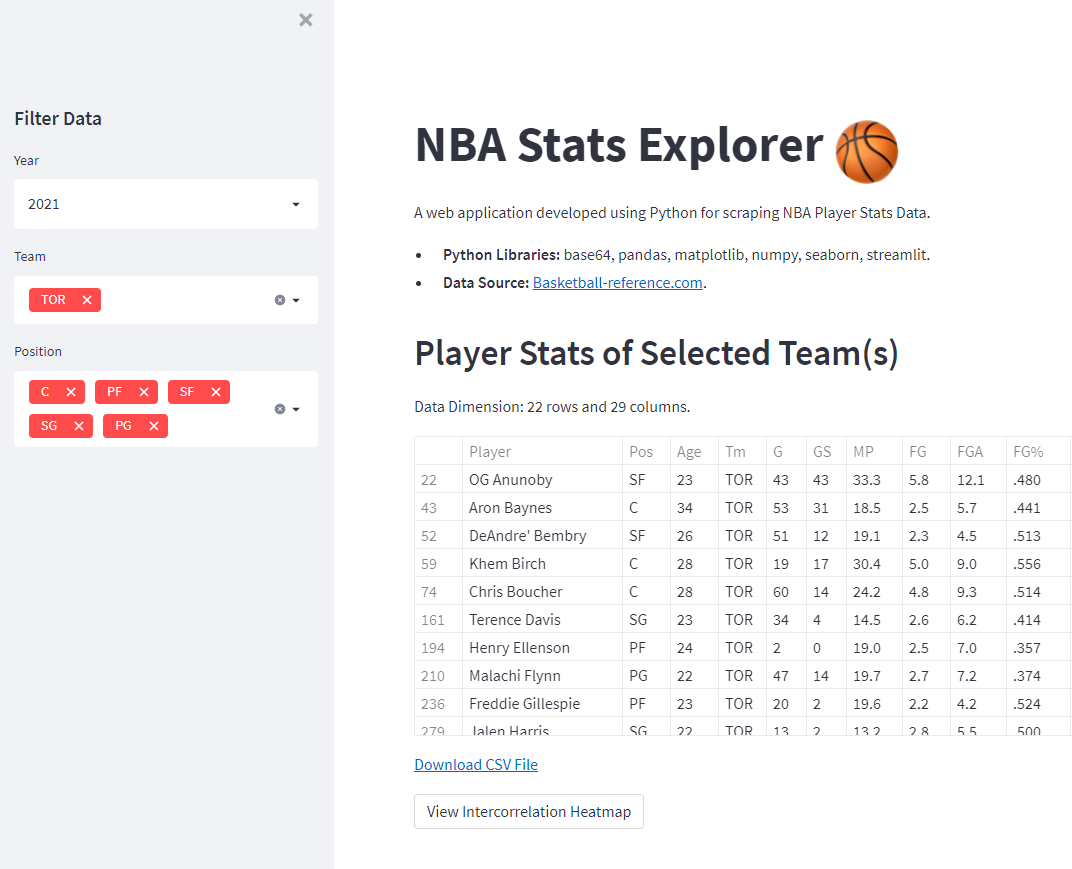 Filter Data
Year
2021
Team
TOR
Position
C PF SF
SG PG
NBA Stats Explorer
A web application developed using Python for scraping NBA Player Stats Data.
Python Libraries: base64, pandas, matplotlib, numpy, seaborn, streamlit.
Data Source: Basketball-reference.com.
Player Stats of Selected Team(s)
Data Dimension: 22 rows and 29 columns.
Player Pos Age Tm G GS MP FG FGA FG%
22 OG Anunoby SF 23 TOR 43 43 33.3 5.8 12.1 .480
43 Aron Baynes C 34 TOR 53 31 18.5 2.5 5.7 .441
52 DeAndre' Bembry SF 26 TOR 51 12 19.1 2.3 4.5 .513
59 Khem Birch C 28 TOR 19 17 30.4 5.0 9.0 .556
74 Chris Boucher C 28 TOR 60 14 24.2 4.8 9.3 .514
161 Terence Davis SG 23 TOR 34 4 14.5 2.6 6.2 .414
194 Henry Ellenson PF 24 TOR 2 0 19.0 2.5 7.0 .357
210 Malachi Flynn PG 22 TOR 47 14 19.7 2.7 7.2 .374
236 Freddie Gillespie PF 23 TOR 20 2 19.6 2.2 4.2 .524
279 Jalen Harris SG 22 TOR 13 2 13.2 2.8 5.5 .500
Download CSV File
View Intercorrelation Heatmap